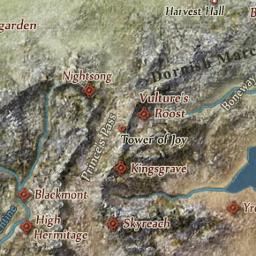 Harvest Hall
garden
Nightsong
Dornish Marc
Boneway
Vulture's
Roost
Prince's Pass
Tower of Joy
Kingsgrave
Blackmont
High
Hermitage
Skyreach